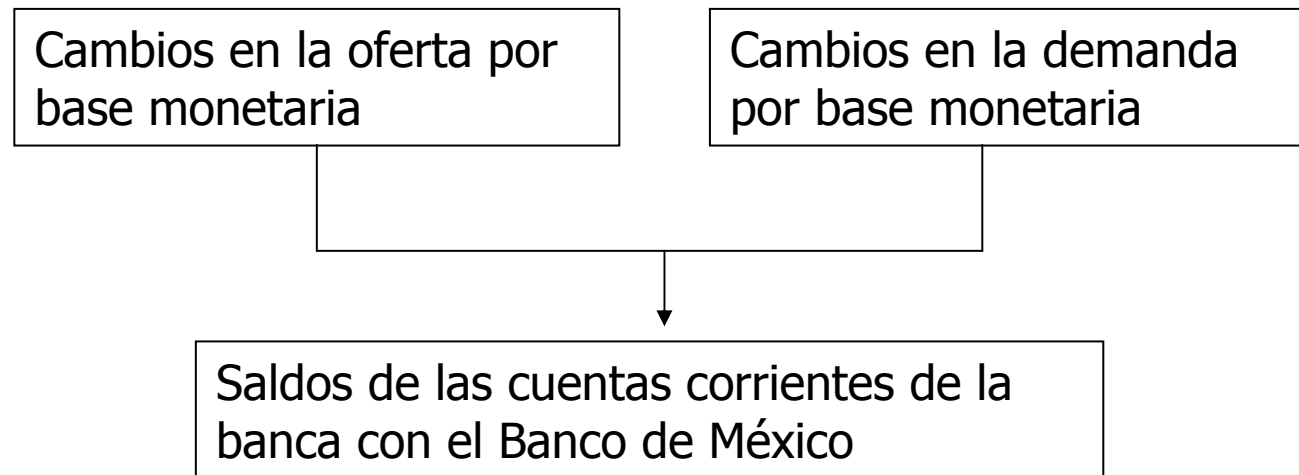 Cambios en la oferta por
base monetaria
Cambios en la demanda
por base monetaria
Saldos de las cuentas corrientes de la
banca con el Banco de México